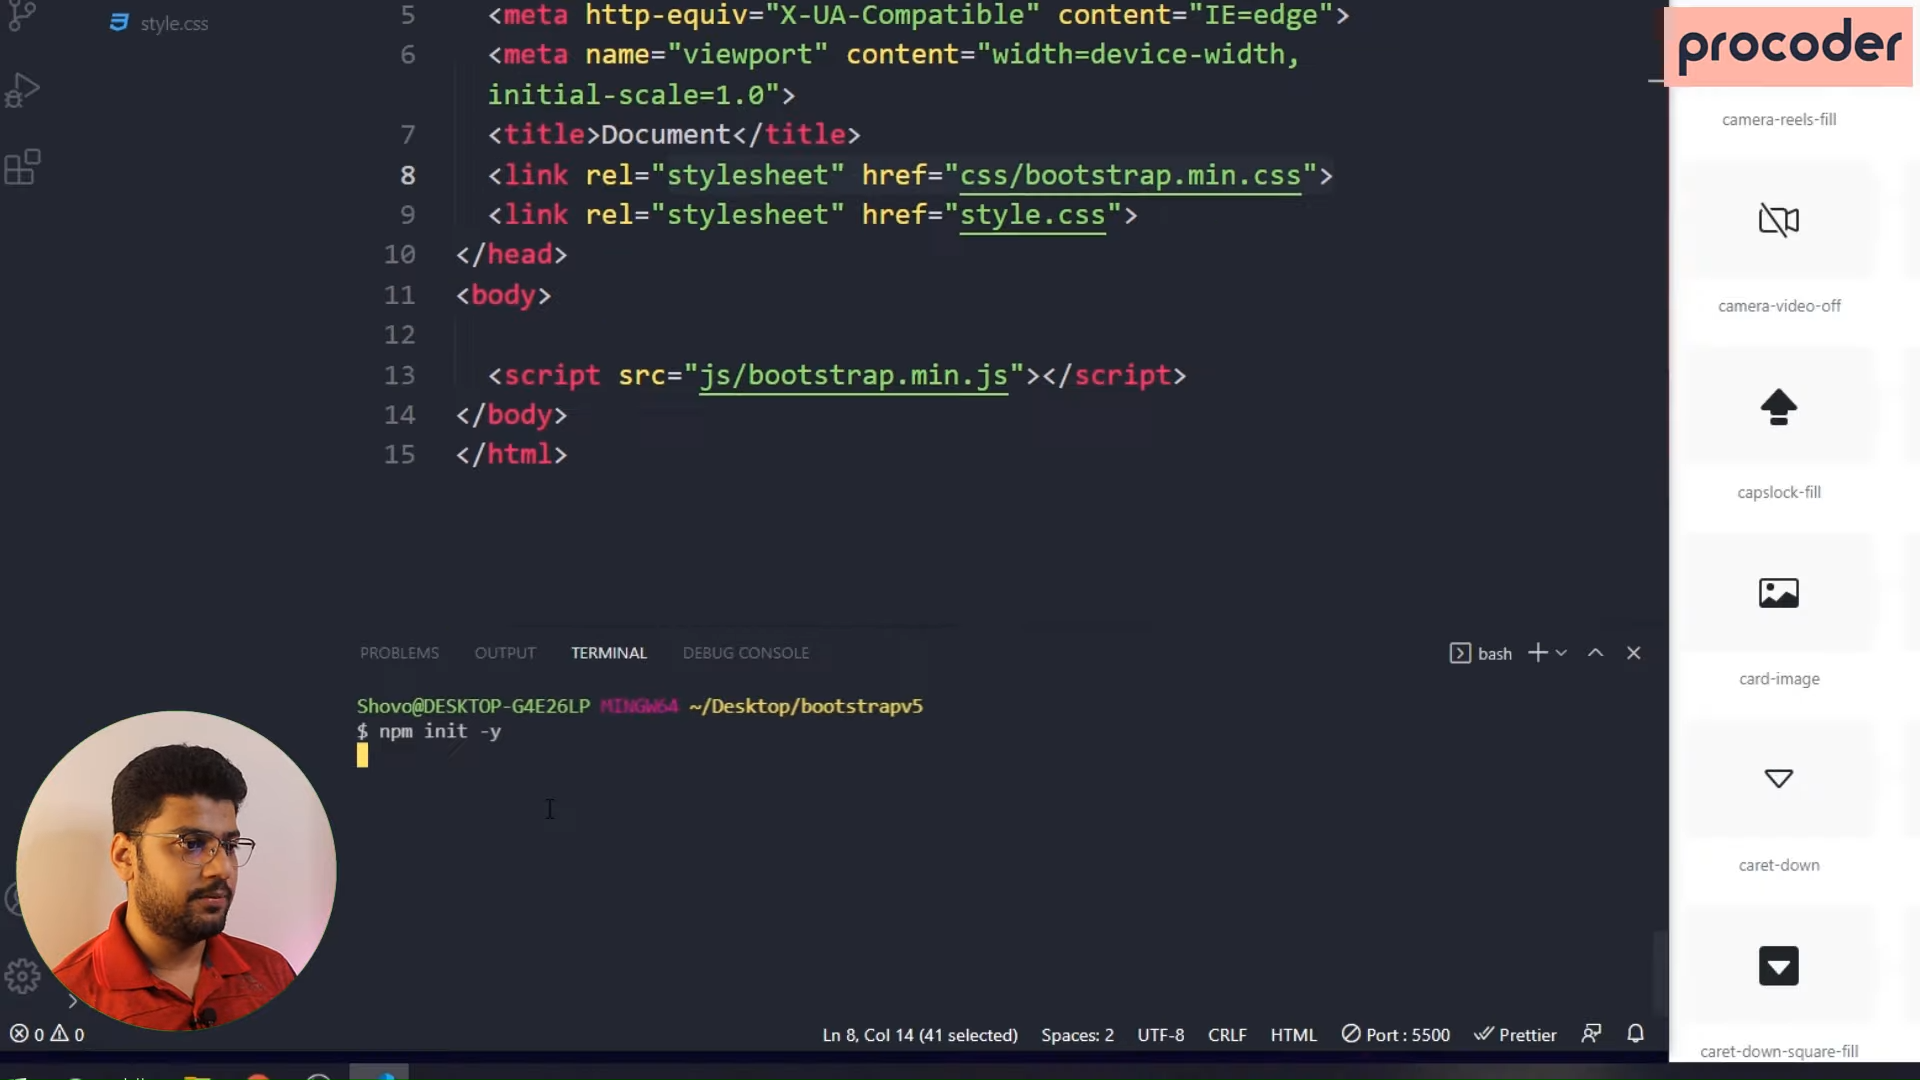 style.css
5 <meta http-equiv="X-UA-Compatible" content="IE=edge">
6 <meta name="viewport" content="width=device-width,
initial-scale=1.0">
7 <title>Document</title>
8 <link rel="stylesheet" href="css/bootstrap.min.css">
9 <link rel="stylesheet" href="style.css">
10 </head>
11 <body>
12
13 <script src="js/bootstrap.min.js"></script>
14 </body>
15 </html>
PROBLEMS OUTPUT TERMINAL DEBUG CONSOLE
bash
Shovo@DESKTOP-G4E26LP MINGW64 ~/Desktop/bootstrapv5
$ npm init -y
0 0
Ln 8, Col 14 (41 selected) Spaces: 2 UTF-8 CRLF HTML Port : 5500 Prettier
procoder
camera-reels-fill
camera-video-off
capslock-fill
card-image
caret-down
caret-down-square-fill